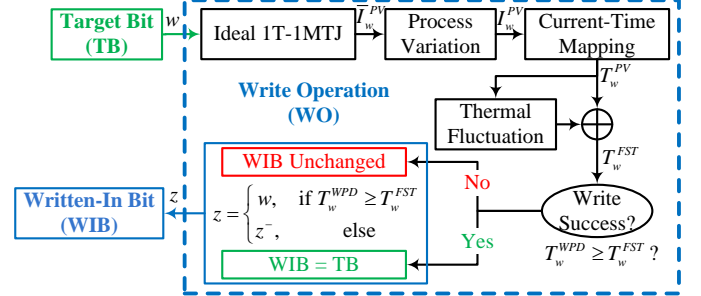 Target Bit
(TB)
w
Ideal 1T-1MTJ
I_w^{PV}
Process
Variation
I_w^{PV}
Current-Time
Mapping
T_w^{PV}
Write Operation
(WO)
Thermal
Fluctuation
T_w^{FST}
WIB Unchanged
No
Written-In Bit
(WIB)
z
z = { w, if T_w^{WPD} ≥ T_w^{FST}
z^-, else
Write
Success?
Yes
T_w^{WPD} ≥ T_w^{FST} ?
WIB = TB